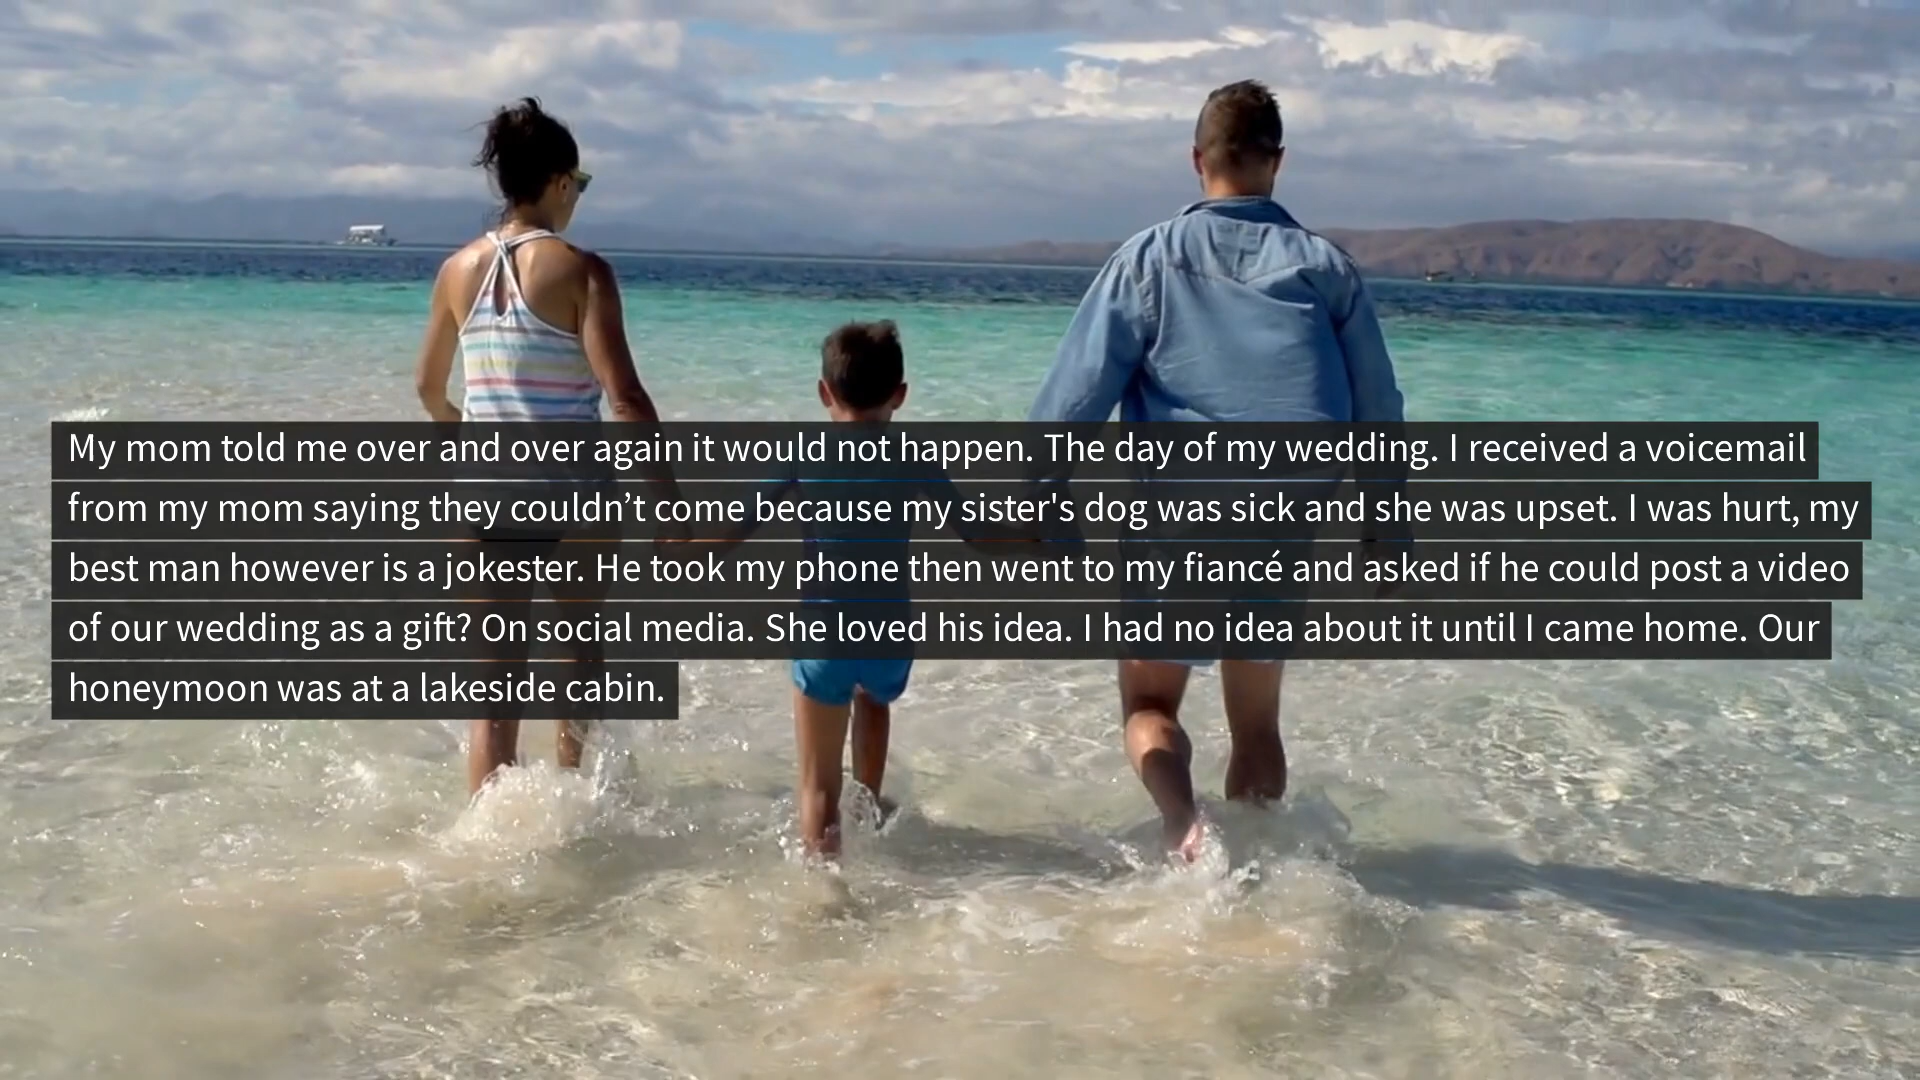 My mom told me over and over again it would not happen. The day of my wedding. I received a voicemail
from my mom saying they couldn’t come because my sister's dog was sick and she was upset. I was hurt, my
best man however is a jokester. He took my phone then went to my fiancé and asked if he could post a video
of our wedding as a gift? On social media. She loved his idea. I had no idea about it until I came home. Our
honeymoon was at a lakeside cabin.